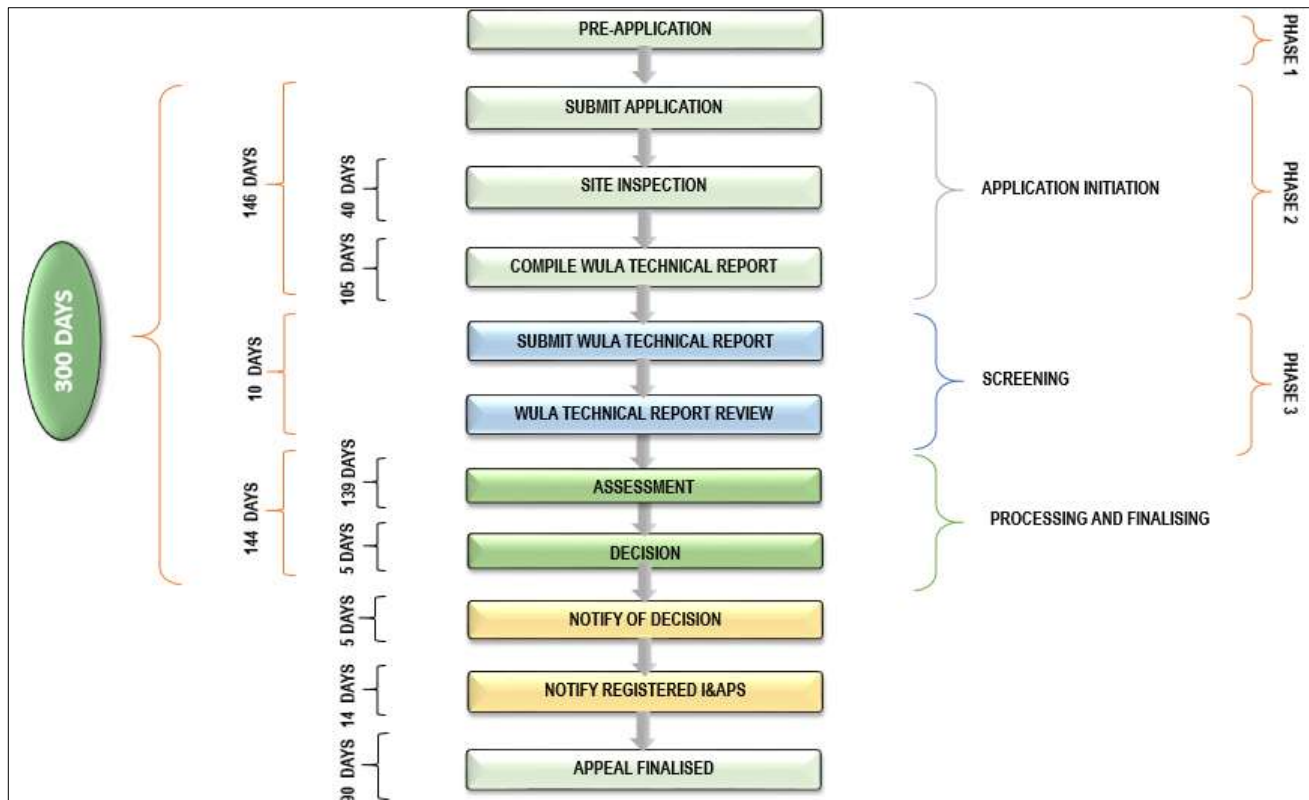 PRE-APPLICATION
PHASE 1
SUBMIT APPLICATION
146 DAYS
40 DAYS
SITE INSPECTION
APPLICATION INITIATION
PHASE 2
105 DAYS
COMPILE WULA TECHNICAL REPORT
300 DAYS
10 DAYS
SUBMIT WULA TECHNICAL REPORT
SCREENING
PHASE 3
WULA TECHNICAL REPORT REVIEW
144 DAYS
139 DAYS
ASSESSMENT
PROCESSING AND FINALISING
5 DAYS
DECISION
5 DAYS
NOTIFY OF DECISION
14 DAYS
NOTIFY REGISTERED I&APS
90 DAYS
APPEAL FINALISED